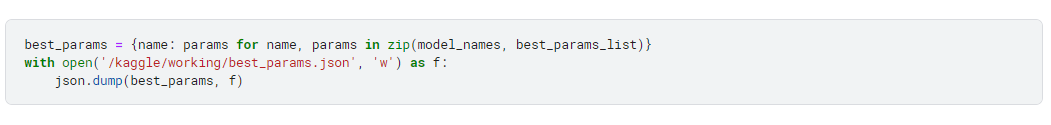 best_params = {name: params for name, params in zip(model_names, best_params_list)}
with open('/kaggle/working/best_params.json', 'w') as f:
    json.dump(best_params, f)